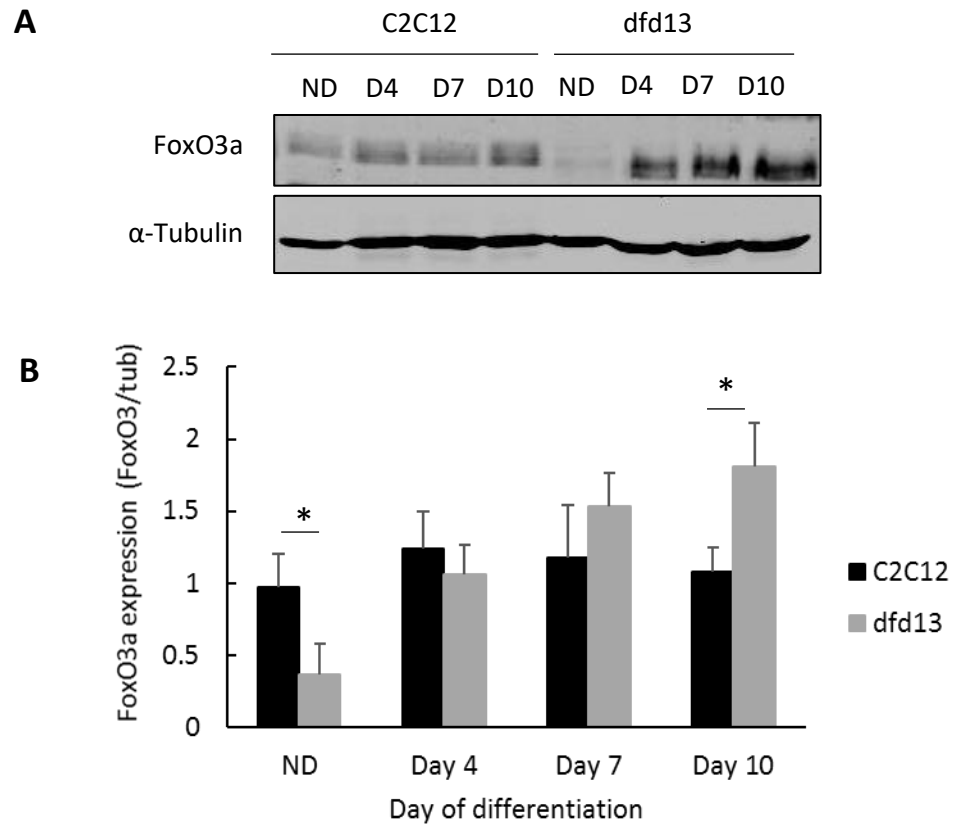 A
C2C12 dfd13
ND D4 D7 D10 ND D4 D7 D10
FoxO3a
α-Tubulin
B
FoxO3a expression (FoxO3/tub)
2.5
2
1.5
1
0.5
0
*
*
ND Day 4 Day 7 Day 10
Day of differentiation
C2C12
dfd13